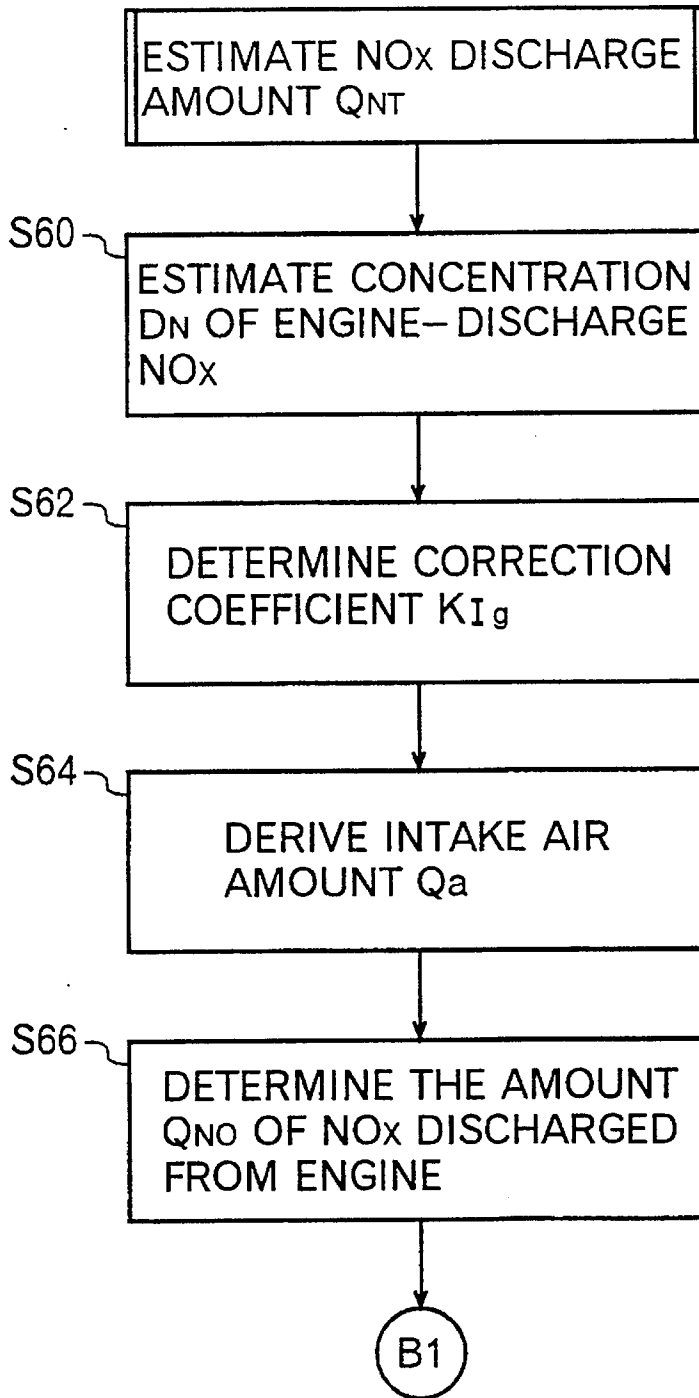 ESTIMATE NOx DISCHARGE
AMOUNT QNT
S60
ESTIMATE CONCENTRATION
DN OF ENGINE-DISCHARGE
NOx
S62
DETERMINE CORRECTION
COEFFICIENT KIg
S64
DERIVE INTAKE AIR
AMOUNT Qa
S66
DETERMINE THE AMOUNT
QNO OF NOx DISCHARGED
FROM ENGINE
B1